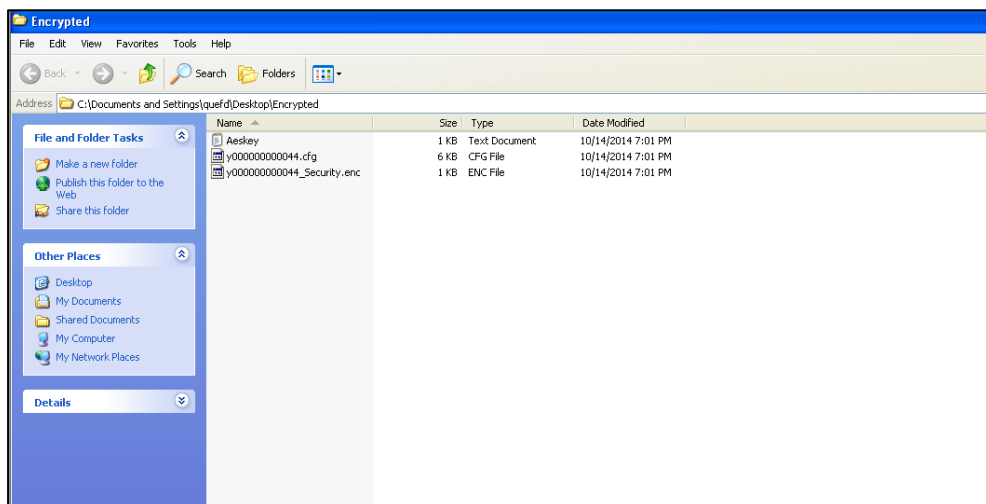 Encrypted
File Edit View Favorites Tools Help
Back Search Folders
Address C:\Documents and Settings\quefd\Desktop\Encrypted
Name Size Type Date Modified
File and Folder Tasks
Make a new folder
Publish this folder to the
Web
Share this folder
Other Places
Desktop
My Documents
Shared Documents
My Computer
My Network Places
Details
Aeskey 1 KB Text Document 10/14/2014 7:01 PM
y000000000044.cfg 6 KB CFG File 10/14/2014 7:01 PM
y000000000044_Security.enc 1 KB ENC File 10/14/2014 7:01 PM